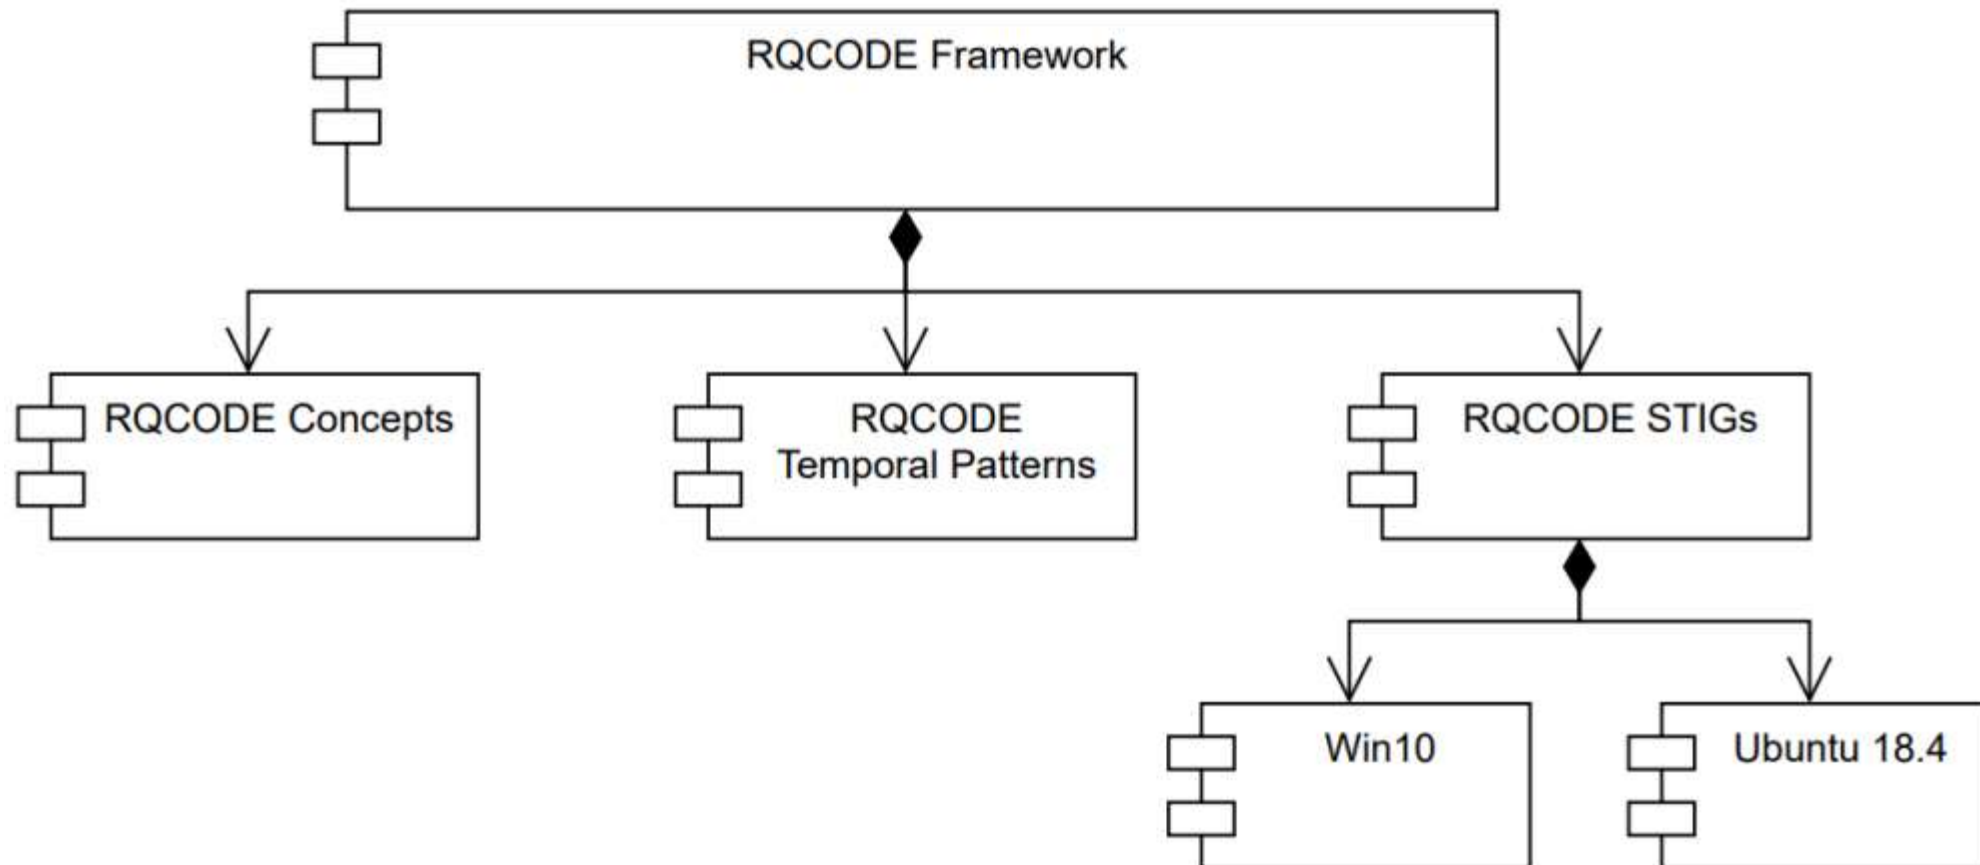 RQCODE Framework
RQCODE Concepts
RQCODE
Temporal Patterns
RQCODE STIGs
Win10
Ubuntu 18.4